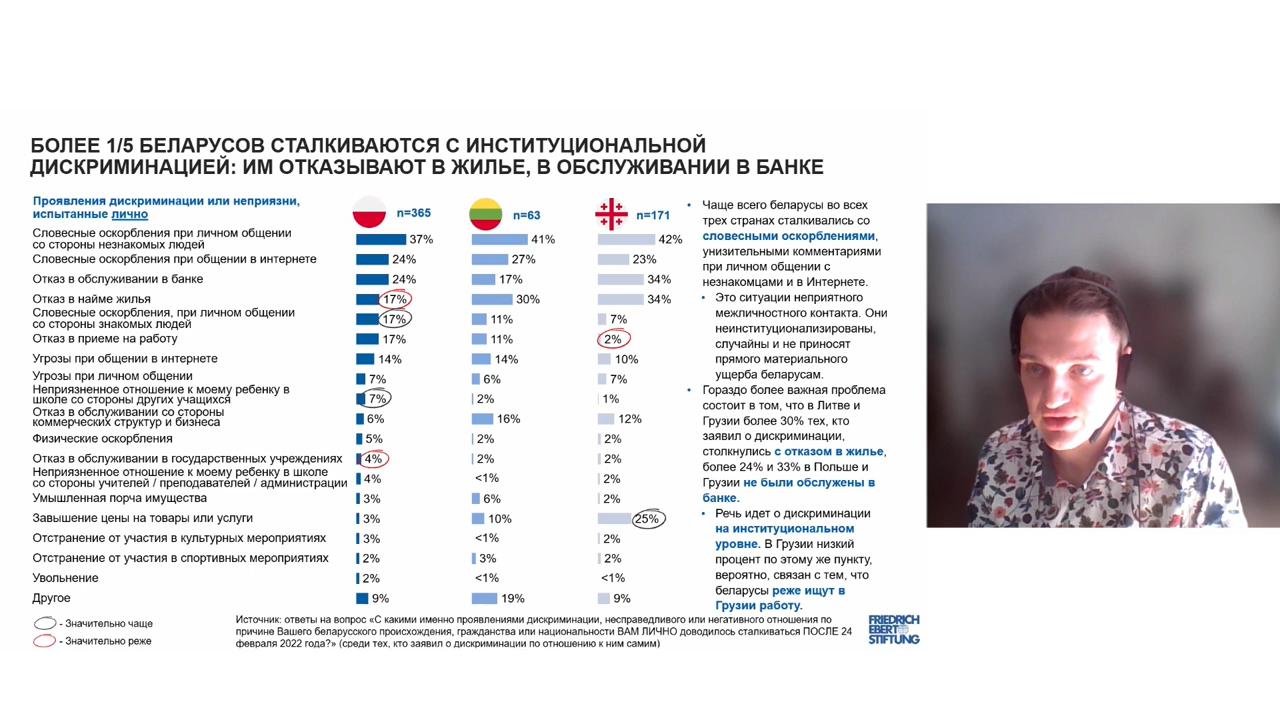 БОЛЕЕ 1/5 БЕЛАРУСОВ СТАЛКИВАЮТСЯ С ИНСТИТУЦИОНАЛЬНОЙ
ДИСКРИМИНАЦИЕЙ: ИМ ОТКАЗЫВАЮТ В ЖИЛЬЕ, В ОБСЛУЖИВАНИИ В БАНКЕ
Проявления дискриминации или неприязни,
испытанные лично
n=365
n=63
n=171
Словесные оскорбления при личном общении
со стороны незнакомых людей
37%
41%
42%
Словесные оскорбления при общении в интернете
24%
27%
23%
Отказ в обслуживании в банке
24%
17%
34%
Отказ в найме жилья
17%
30%
34%
Словесные оскорбления, при личном общении
со стороны знакомых людей
17%
11%
7%
Отказ в приеме на работу
17%
11%
2%
Угрозы при общении в интернете
14%
14%
10%
Угрозы при личном общении
7%
6%
7%
Неприязненное отношение к моему ребенку в
школе со стороны других учащихся
7%
2%
1%
Отказ в обслуживании со стороны
коммерческих структур и бизнеса
6%
16%
12%
Физические оскорбления
5%
2%
2%
Отказ в обслуживании в государственных учреждениях
4%
2%
2%
Неприязненное отношение к моему ребенку в школе
со стороны учителей / преподавателей / администрации
4%
<1%
2%
Умышленная порча имущества
3%
6%
2%
Завышение цены на товары или услуги
3%
10%
25%
Отстранение от участия в культурных мероприятиях
3%
<1%
2%
Отстранение от участия в спортивных мероприятиях
2%
3%
2%
Увольнение
2%
<1%
<1%
Другое
9%
19%
9%
• Чаще всего беларусы во всех
трех странах сталкивались со
словесными оскорблениями,
унизительными комментариями
при личном общении с
незнакомцами и в Интернете.
• Это ситуации неприятного
межличностного контакта. Они
неинституционализированы,
случайны и не приносят
прямого материального
ущерба беларусам.
• Гораздо более важная проблема
состоит в том, что в Литве и
Грузии более 30% тех, кто
заявил о дискриминации,
столкнулись с отказом в жилье,
более 24% и 33% в Польше и
Грузии не были обслужены в
банке.
• Речь идет о дискриминации
на институциональном
уровне. В Грузии низкий
процент по этому же пункту,
вероятно, связан с тем, что
беларусы реже ищут в
Грузии работу.
- Значительно чаще
- Значительно реже
Источник: ответы на вопрос «С какими именно проявлениями дискриминации, несправедливого или негативного отношения по
причине Вашего беларусского происхождения, гражданства или национальности ВАМ ЛИЧНО доводилось сталкиваться ПОСЛЕ 24
февраля 2022 года?» (среди тех, кто заявил о дискриминации по отношению к ним самим)
FRIEDRICH
EBERT
STIFTUNG